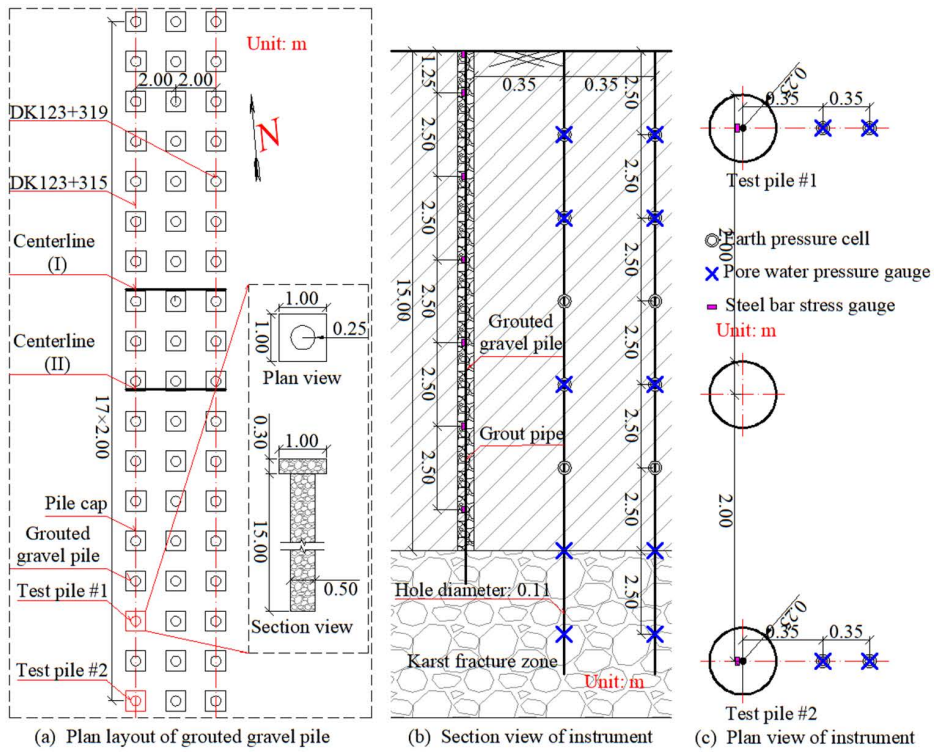 Unit: m
2.00
2.00
DK123+319
N
DK123+315
Centerline
(I)
Centerline
(II)
17×2.00
Pile cap
Grouted
gravel pile
Test pile #1
Test pile #2
1.00
1.00
0.25
Plan view
0.30
1.00
15.00
0.50
Section view
(a) Plan layout of grouted gravel pile
1.25
0.35
0.35
2.50
2.50
2.50
2.50
2.50
2.50
15.00
2.50
2.50
2.50
2.50
2.50
2.50
Grouted
gravel pile
Grout pipe
Hole diameter: 0.11
Karst fracture zone
Unit: m
(b) Section view of instrument
0.25
0.35
0.35
Test pile #1
2.00
Earth pressure cell
Pore water pressure gauge
Steel bar stress gauge
Unit: m
2.00
0.25
0.35
0.35
Test pile #2
(c) Plan view of instrument